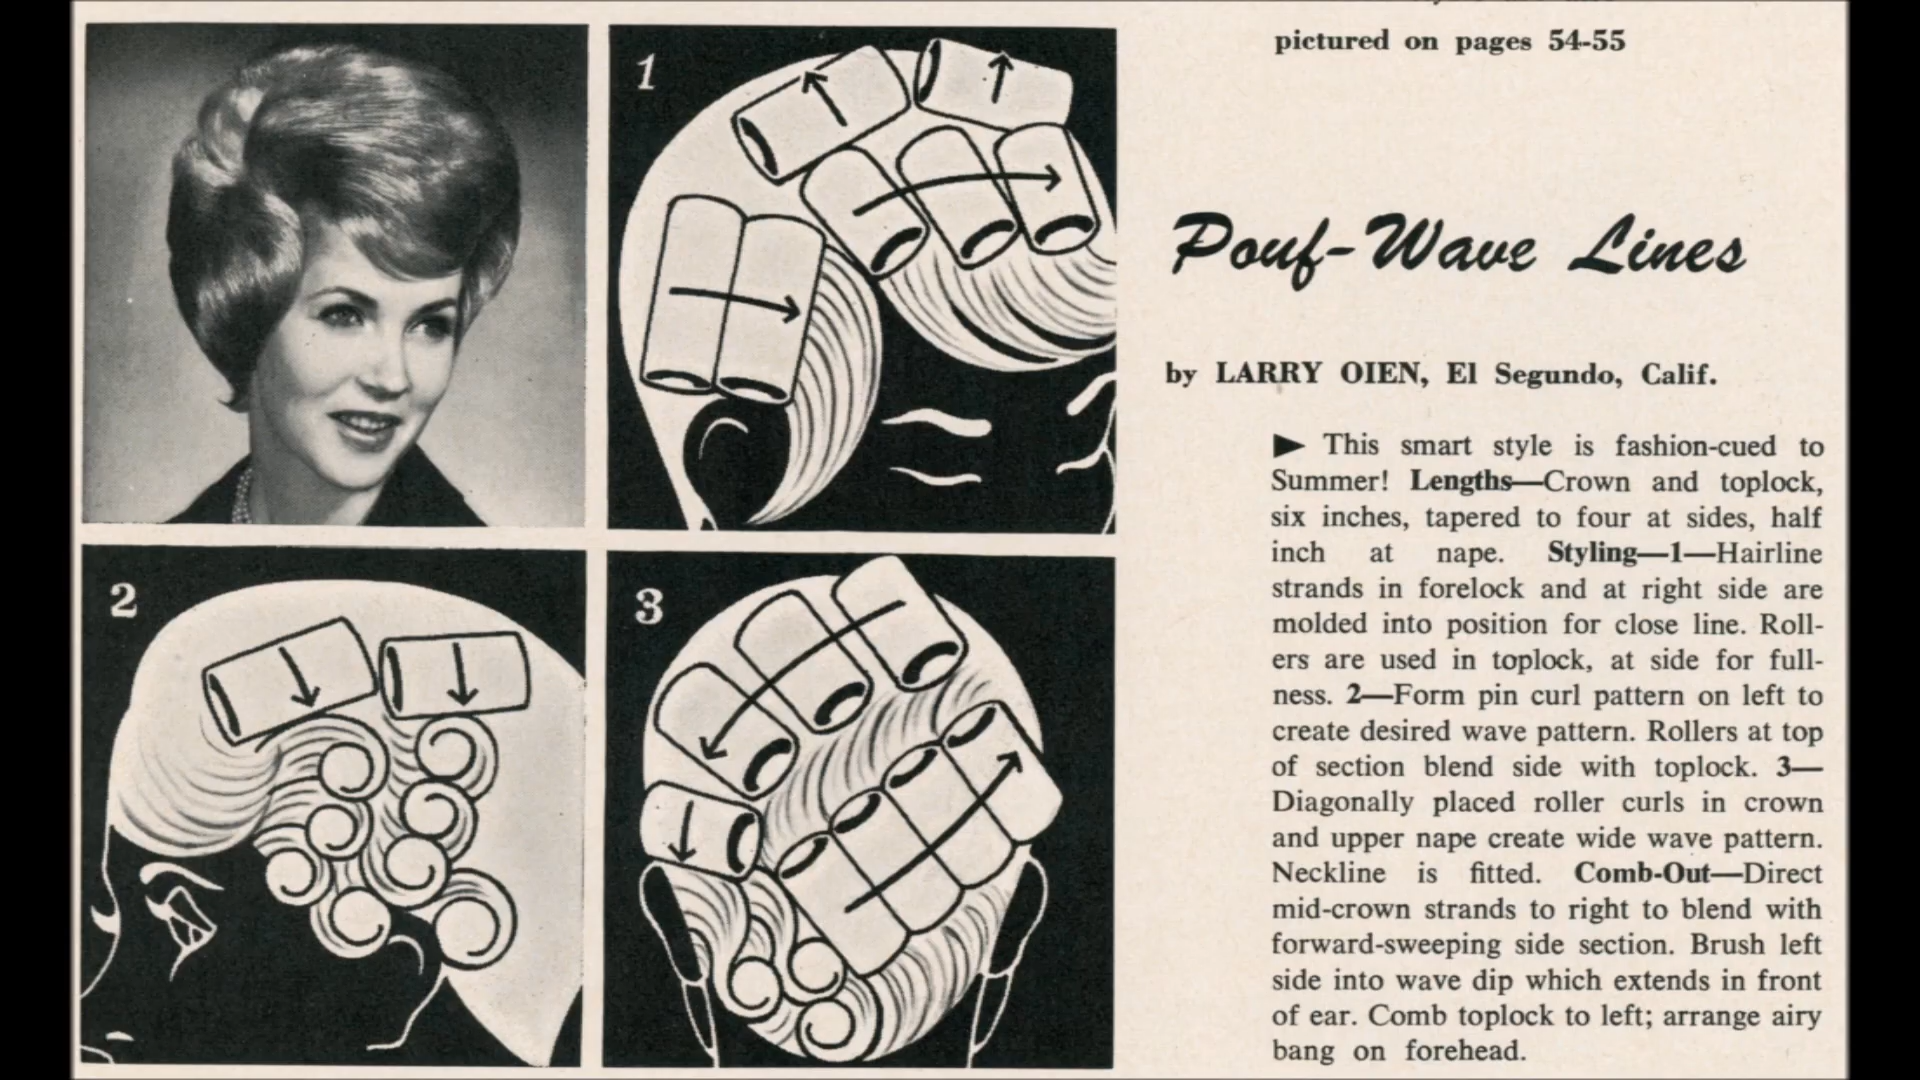 pictured on pages 54-55
1
Pouf-Wave Lines
by LARRY OIEN, El Segundo, Calif.
► This smart style is fashion-cued to
Summer! Lengths—Crown and toplock,
six inches, tapered to four at sides, half
inch at nape. Styling—1—Hairline
strands in forelock and at right side are
molded into position for close line. Roll-
ers are used in toplock, at side for full-
ness. 2—Form pin curl pattern on left to
create desired wave pattern. Rollers at top
of section blend side with toplock. 3—
Diagonally placed roller curls in crown
and upper nape create wide wave pattern.
Neckline is fitted. Comb-Out—Direct
mid-crown strands to right to blend with
forward-sweeping side section. Brush left
side into wave dip which extends in front
of ear. Comb toplock to left; arrange airy
bang on forehead.
2
3